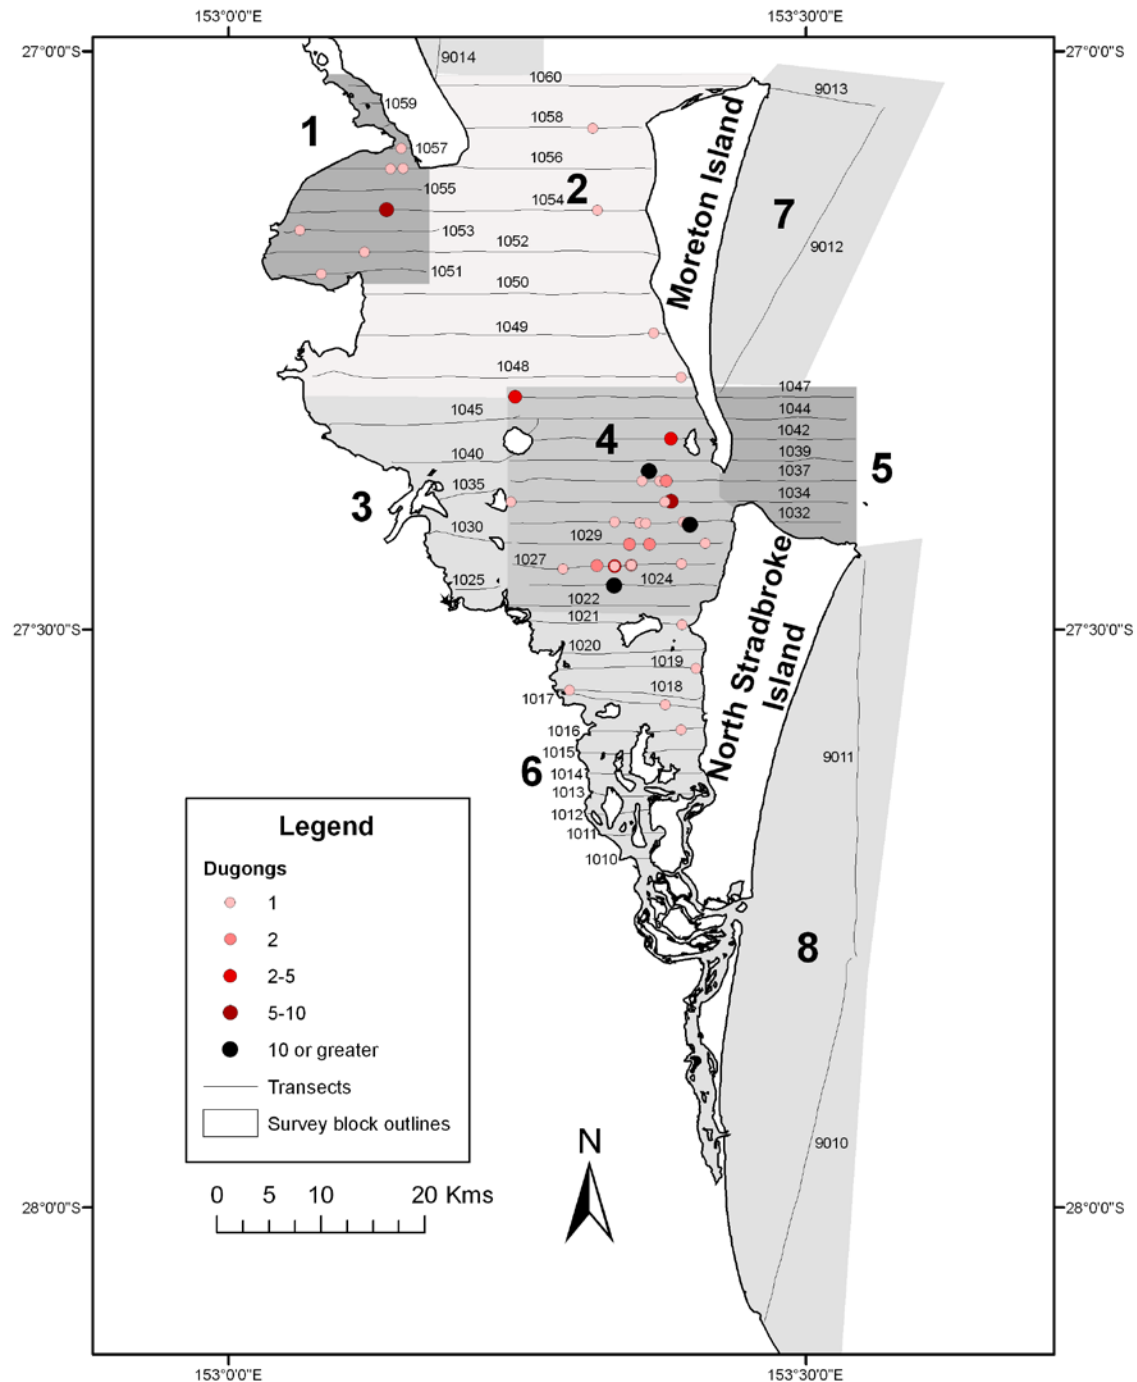 153°0'0"E
153°30'0"E
27°0'0"S
27°0'0"S
9014
1060
9013
1059
1058
1
1057
1056
2
Moreton Island
1055
1054
7
1053
1052
9012
1051
1050
1049
1048
1047
1045
1044
4
1042
1040
1039
5
1037
1035
3
1034
1032
1030
1029
1027
1025
1024
1022
1021
27°30'0"S
27°30'0"S
1020
1019
North Stradbroke
Island
1018
1017
1016
1015
9011
6
1014
1013
1012
1011
1010
Legend
Dugongs
1
2
2-5
5-10
10 or greater
Transects
Survey block outlines
8
N
9010
0 5 10 20 Kms
28°0'0"S
28°0'0"S
153°0'0"E
153°30'0"E